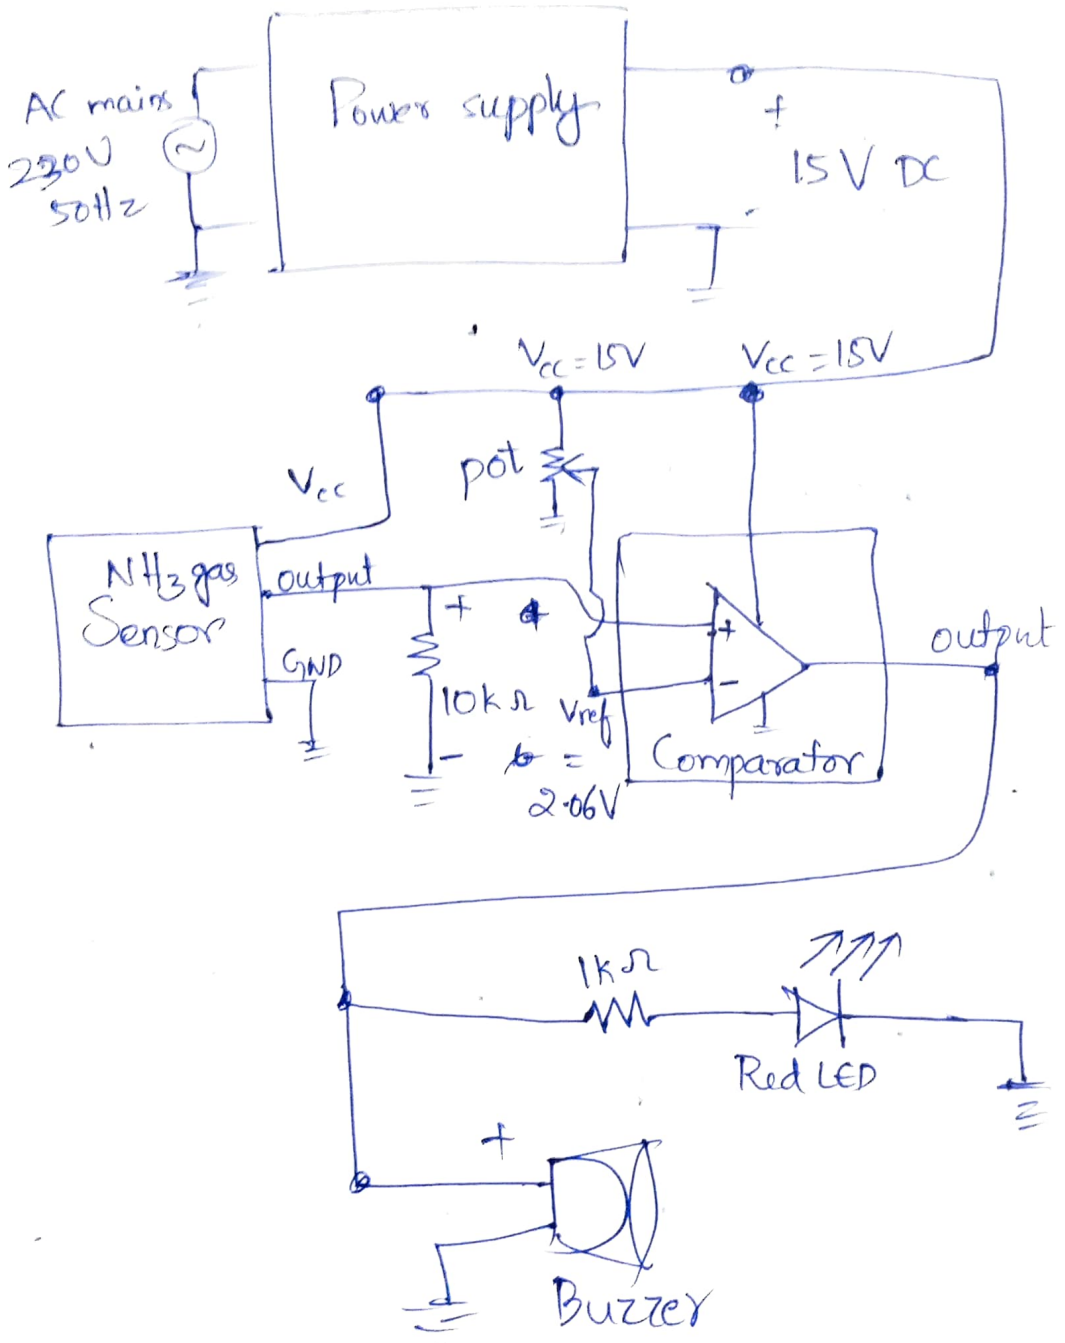 AC mains
230V
50Hz
Power supply
+
15V DC
-
Vcc = 15V
Vcc = 15V
pot
Vcc
NH3 gas
Sensor
output
GND
+
10kΩ
-
Vref
=
2.06V
+
-
Comparator
output
1kΩ
Red LED
+
Buzzer